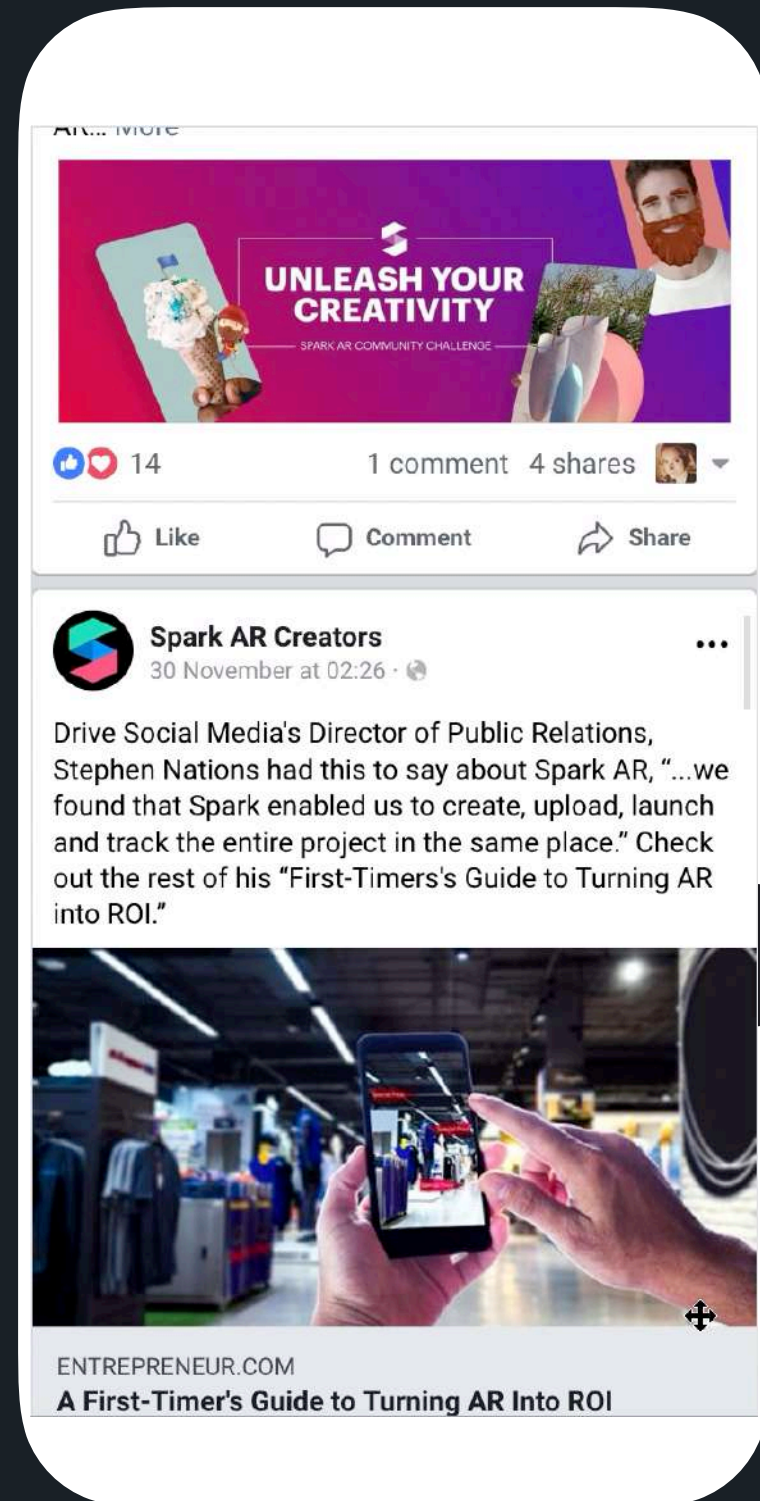 AR... More
UNLEASH YOUR
CREATIVITY
SPARK AR COMMUNITY CHALLENGE
14
1 comment 4 shares
Like Comment Share
Spark AR Creators
30 November at 02:26 ·
Drive Social Media's Director of Public Relations,
Stephen Nations had this to say about Spark AR, “...we
found that Spark enabled us to create, upload, launch
and track the entire project in the same place.” Check
out the rest of his “First-Timers's Guide to Turning AR
into ROI.”
ENTREPRENEUR.COM
A First-Timer's Guide to Turning AR Into ROI